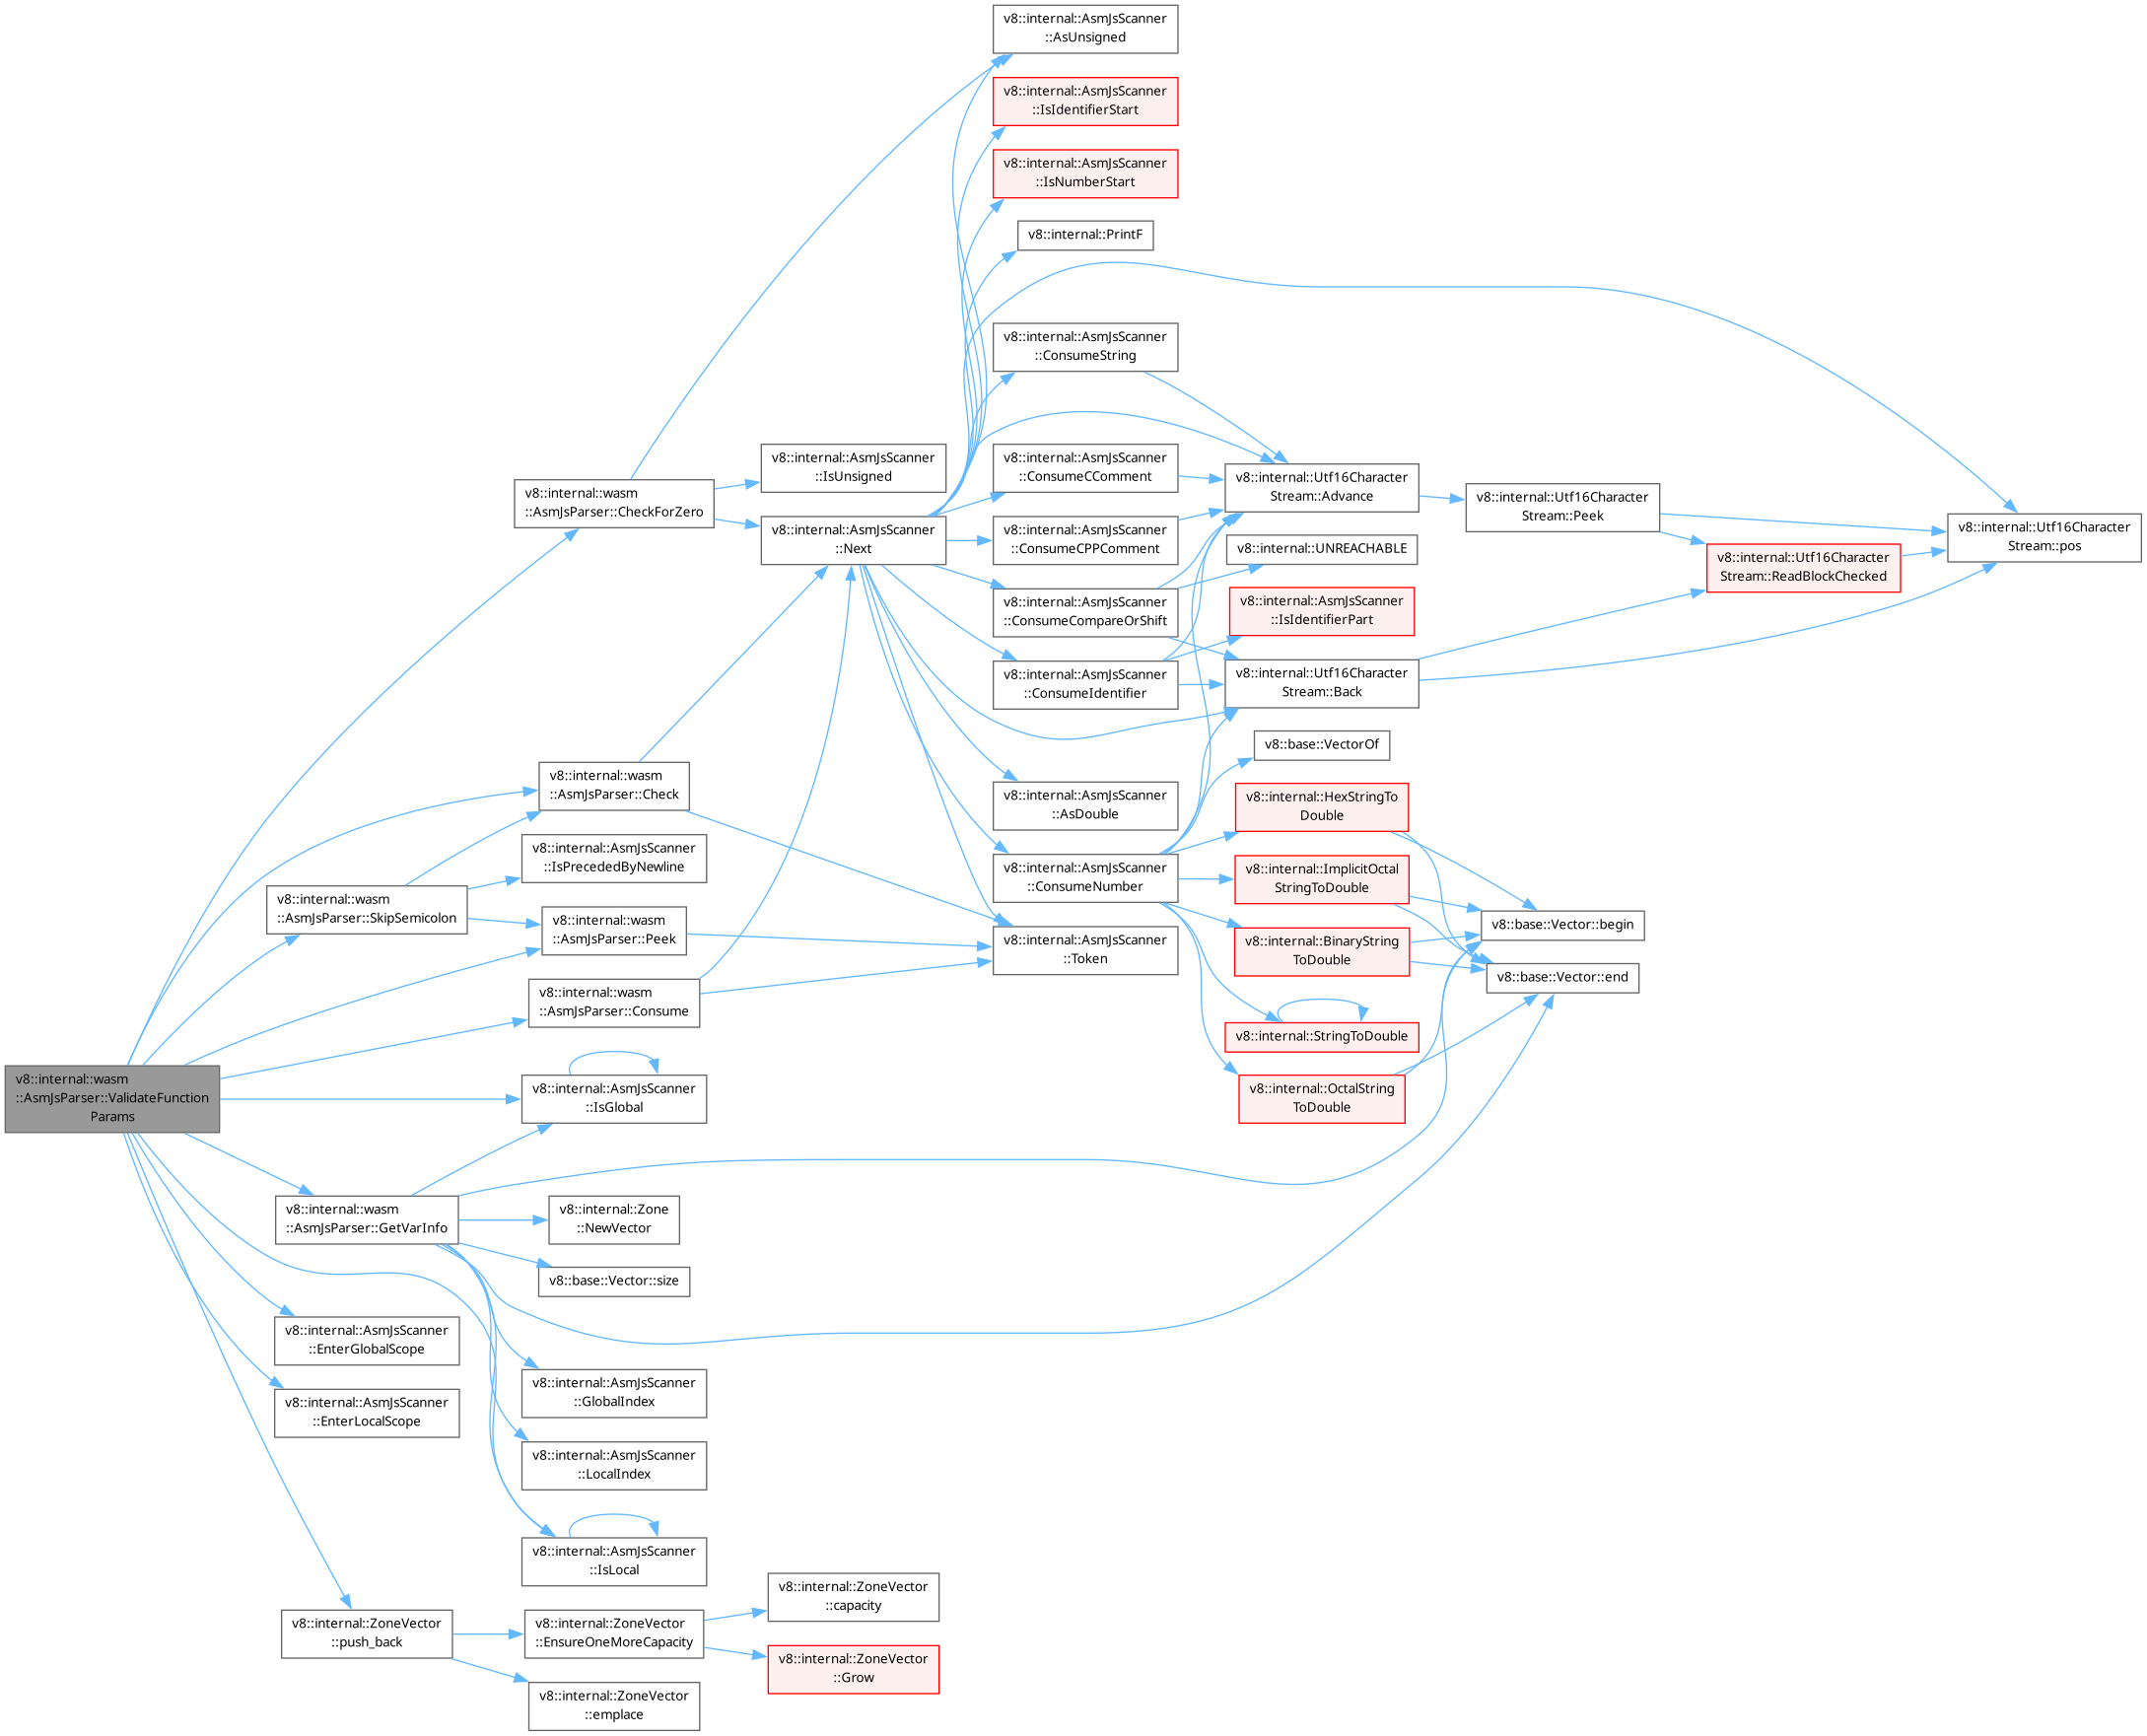 v8::internal::AsmJsScanner
::AsUnsigned
v8::internal::AsmJsScanner
::IsIdentifierStart
v8::internal::AsmJsScanner
::IsNumberStart
v8::internal::PrintF
v8::internal::AsmJsScanner
::ConsumeString
v8::internal::AsmJsScanner
::IsUnsigned
v8::internal::AsmJsScanner
::ConsumeCComment
v8::internal::Utf16Character
Stream::Advance
v8::internal::wasm
::AsmJsParser::CheckForZero
v8::internal::Utf16Character
Stream::Peek
v8::internal::AsmJsScanner
::Next
v8::internal::AsmJsScanner
::ConsumeCPPComment
v8::internal::UNREACHABLE
v8::internal::Utf16Character
Stream::pos
v8::internal::Utf16Character
Stream::ReadBlockChecked
v8::internal::AsmJsScanner
::ConsumeCompareOrShift
v8::internal::AsmJsScanner
::IsIdentifierPart
v8::internal::AsmJsScanner
::ConsumeIdentifier
v8::internal::Utf16Character
Stream::Back
v8::base::VectorOf
v8::internal::wasm
::AsmJsParser::Check
v8::internal::AsmJsScanner
::AsDouble
v8::internal::HexStringTo
Double
v8::internal::AsmJsScanner
::IsPrecededByNewline
v8::internal::AsmJsScanner
::ConsumeNumber
v8::internal::ImplicitOctal
StringToDouble
v8::internal::wasm
::AsmJsParser::SkipSemicolon
v8::internal::wasm
::AsmJsParser::Peek
v8::internal::AsmJsScanner
::Token
v8::internal::BinaryString
ToDouble
v8::base::Vector::begin
v8::base::Vector::end
v8::internal::wasm
::AsmJsParser::Consume
v8::internal::StringToDouble
v8::internal::wasm
::AsmJsParser::ValidateFunction
Params
v8::internal::AsmJsScanner
::IsGlobal
v8::internal::OctalString
ToDouble
v8::internal::wasm
::AsmJsParser::GetVarInfo
v8::internal::Zone
::NewVector
v8::base::Vector::size
v8::internal::AsmJsScanner
::EnterGlobalScope
v8::internal::AsmJsScanner
::GlobalIndex
v8::internal::AsmJsScanner
::EnterLocalScope
v8::internal::AsmJsScanner
::LocalIndex
v8::internal::AsmJsScanner
::IsLocal
v8::internal::ZoneVector
::capacity
v8::internal::ZoneVector
::push_back
v8::internal::ZoneVector
::EnsureOneMoreCapacity
v8::internal::ZoneVector
::Grow
v8::internal::ZoneVector
::emplace